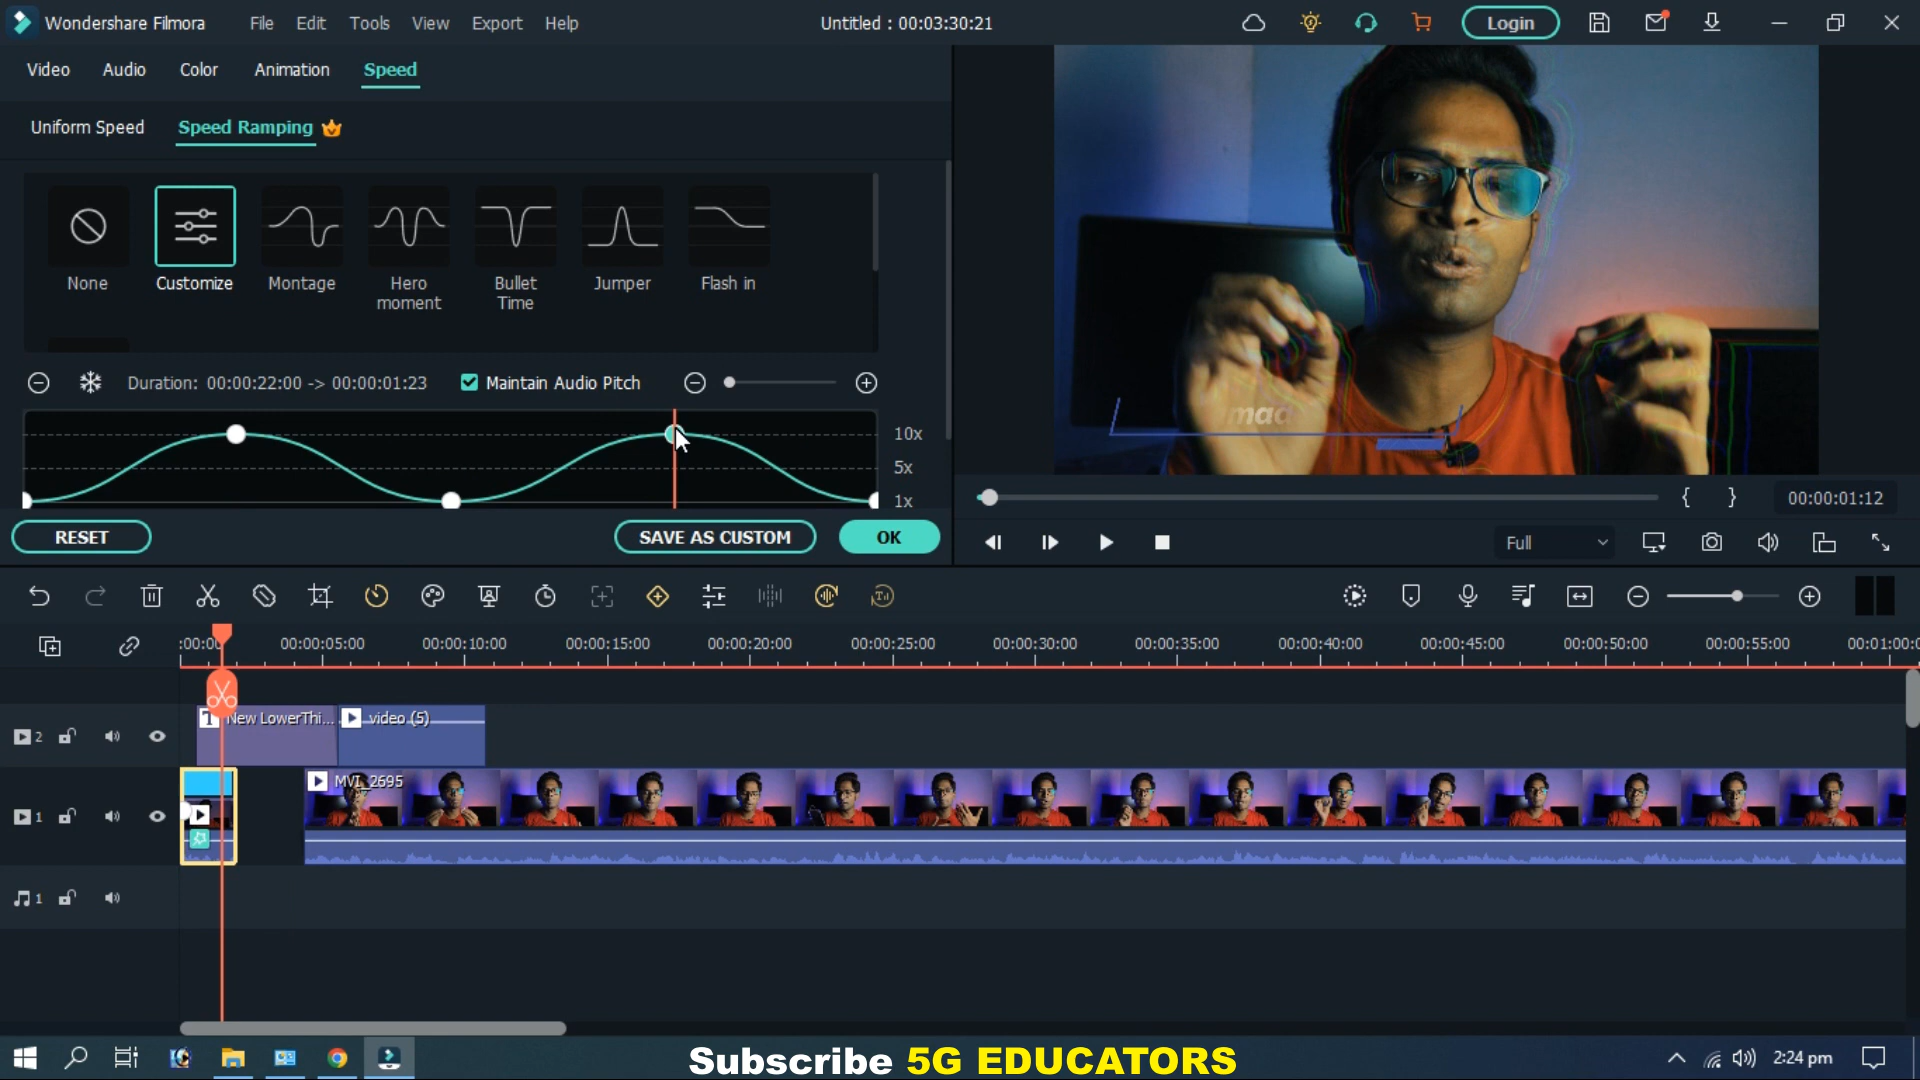 Wondershare Filmora File Edit Tools View Export Help Untitled : 00:03:30:21 Login
Video Audio Color Animation Speed
Uniform Speed Speed Ramping
None Customize Montage Hero moment Bullet Time Jumper Flash in
Duration: 00:00:22:00 -> 00:00:01:23 Maintain Audio Pitch
10x
5x
1x
RESET SAVE AS CUSTOM OK
00:00:01:12
Full
00:00:05:00 00:00:10:00 00:00:15:00 00:00:20:00 00:00:25:00 00:00:30:00 00:00:35:00 00:00:40:00 00:00:45:00 00:00:50:00 00:00:55:00
New LowerThi... video (5)
2
MVI_2695
1
1
Subscribe 5G EDUCATORS
2:24 pm